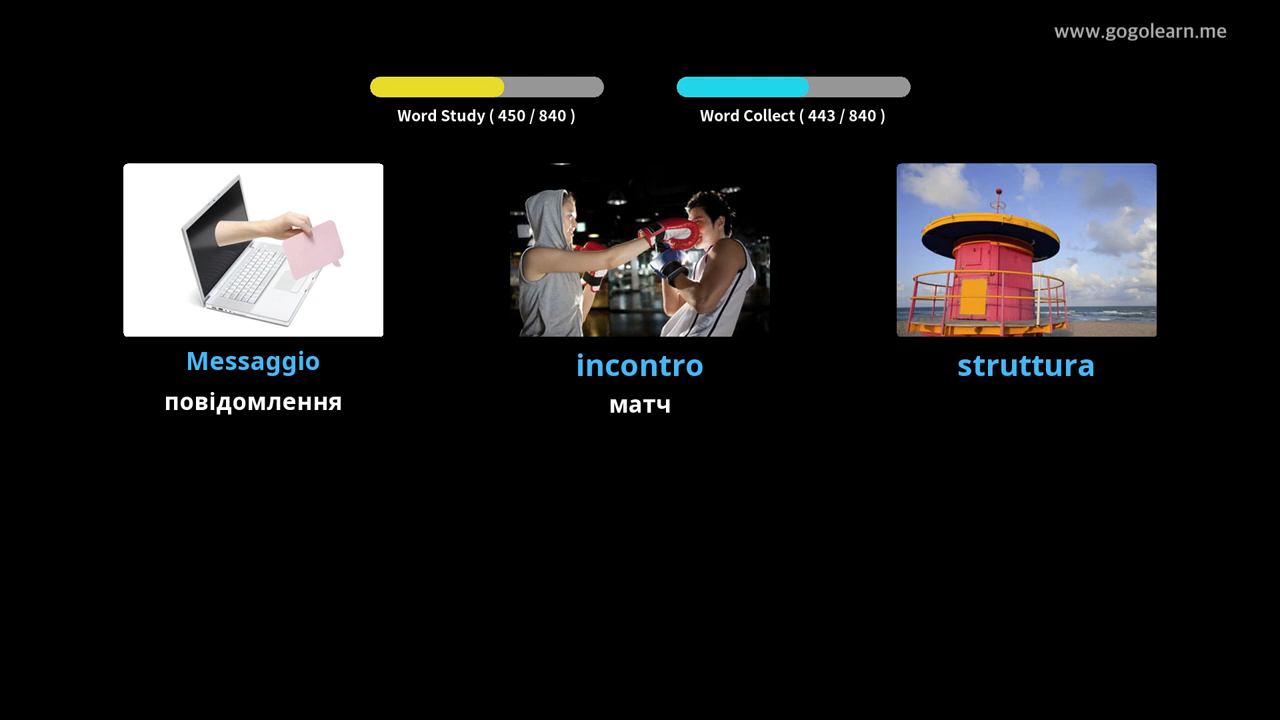 www.gogolearn.me
Word Study ( 450 / 840 )
Word Collect ( 443 / 840 )
Messaggio
повідомлення
incontro
матч
struttura